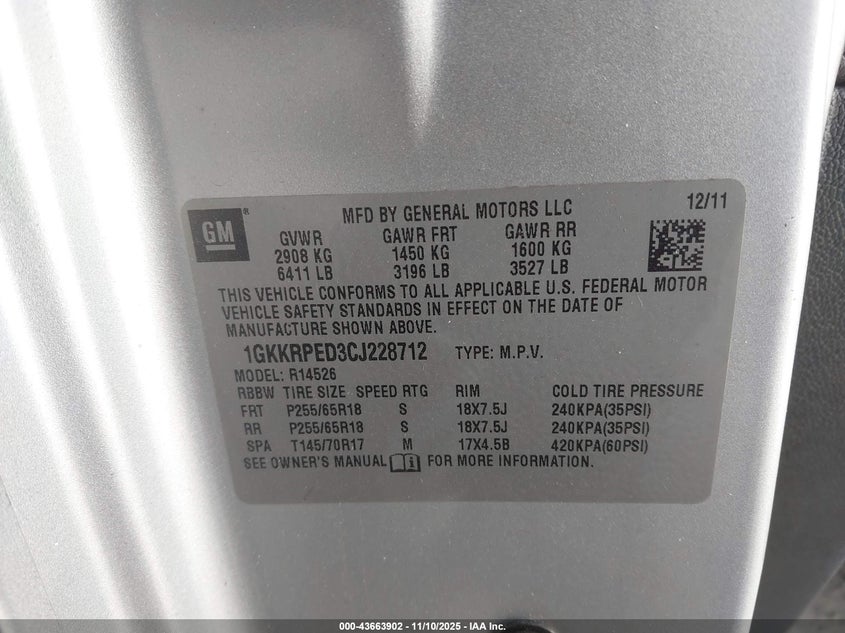 GM ®
MFD BY GENERAL MOTORS LLC 12/11
GVWR GAWR FRT GAWR RR
2908 KG 1450 KG 1600 KG
6411 LB 3196 LB 3527 LB
THIS VEHICLE CONFORMS TO ALL APPLICABLE U.S. FEDERAL MOTOR
VEHICLE SAFETY STANDARDS IN EFFECT ON THE DATE OF
MANUFACTURE SHOWN ABOVE.
1GKKRPED3CJ228712 TYPE: M.P.V.
MODEL: R14526
RBBW TIRE SIZE SPEED RTG RIM COLD TIRE PRESSURE
FRT P255/65R18 S 18X7.5J 240KPA(35PSI)
RR P255/65R18 S 18X7.5J 240KPA(35PSI)
SPA T145/70R17 M 17X4.5B 420KPA(60PSI)
SEE OWNER'S MANUAL FOR MORE INFORMATION.
000-43663902 - 11/10/2025 - IAA Inc.